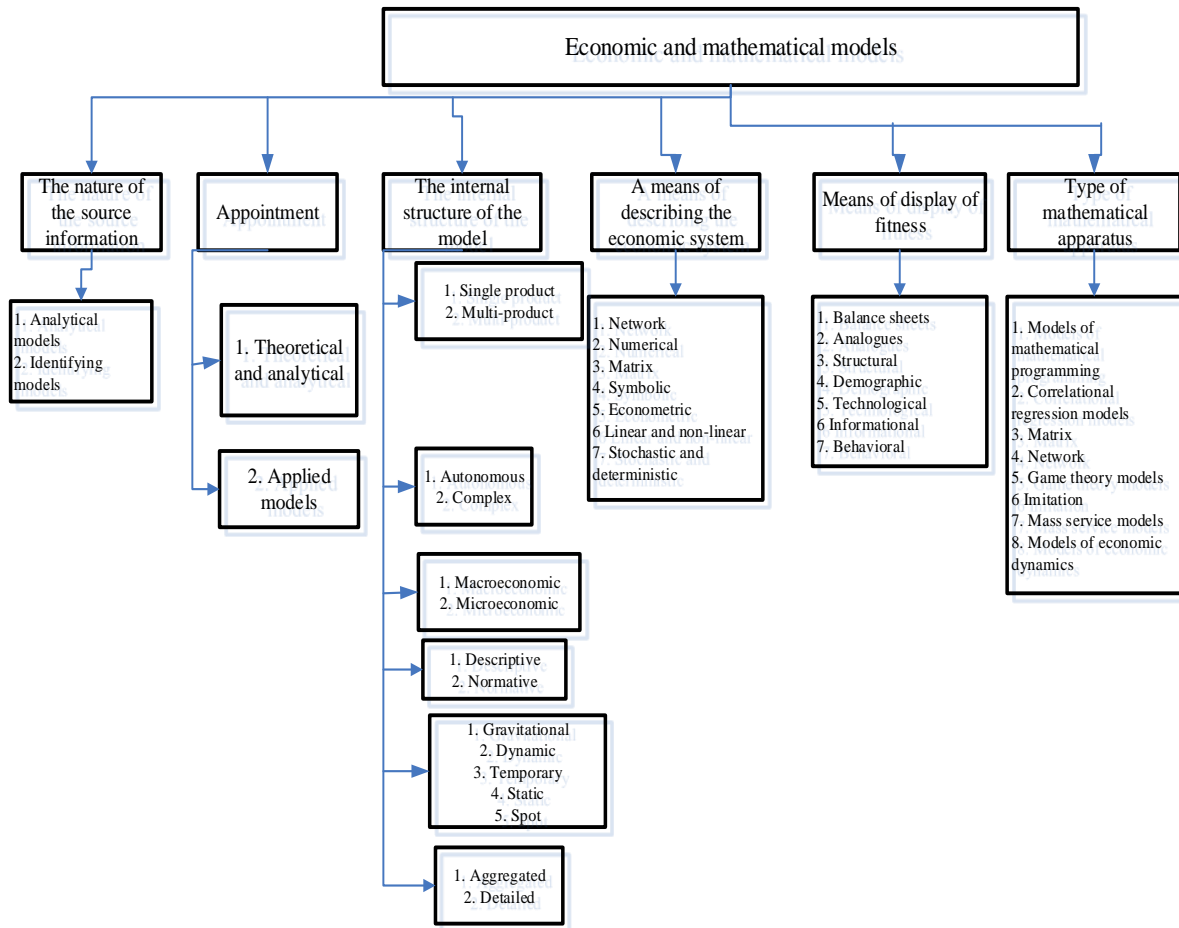 Economic and mathematical models
The nature of
the source
information
Appointment
The internal
structure of the
model
A means of
describing the
economic system
Means of display of
fitness
Type of
mathematical
apparatus
1. Analytical
models
2. Identifying
models
1. Theoretical
and analytical
2. Applied
models
1. Single product
2. Multi-product
1. Autonomous
2. Complex
1. Macroeconomic
2. Microeconomic
1. Descriptive
2. Normative
1. Gravitational
2. Dynamic
3. Temporary
4. Static
5. Spot
1. Aggregated
2. Detailed
1. Network
2. Numerical
3. Matrix
4. Symbolic
5. Econometric
6 Linear and non-linear
7. Stochastic and
deterministic
1. Balance sheets
2. Analogues
3. Structural
4. Demographic
5. Technological
6 Informational
7. Behavioral
1. Models of
mathematical
programming
2. Correlational
regression models
3. Matrix
4. Network
5. Game theory models
6 Imitation
7. Mass service models
8. Models of economic
dynamics